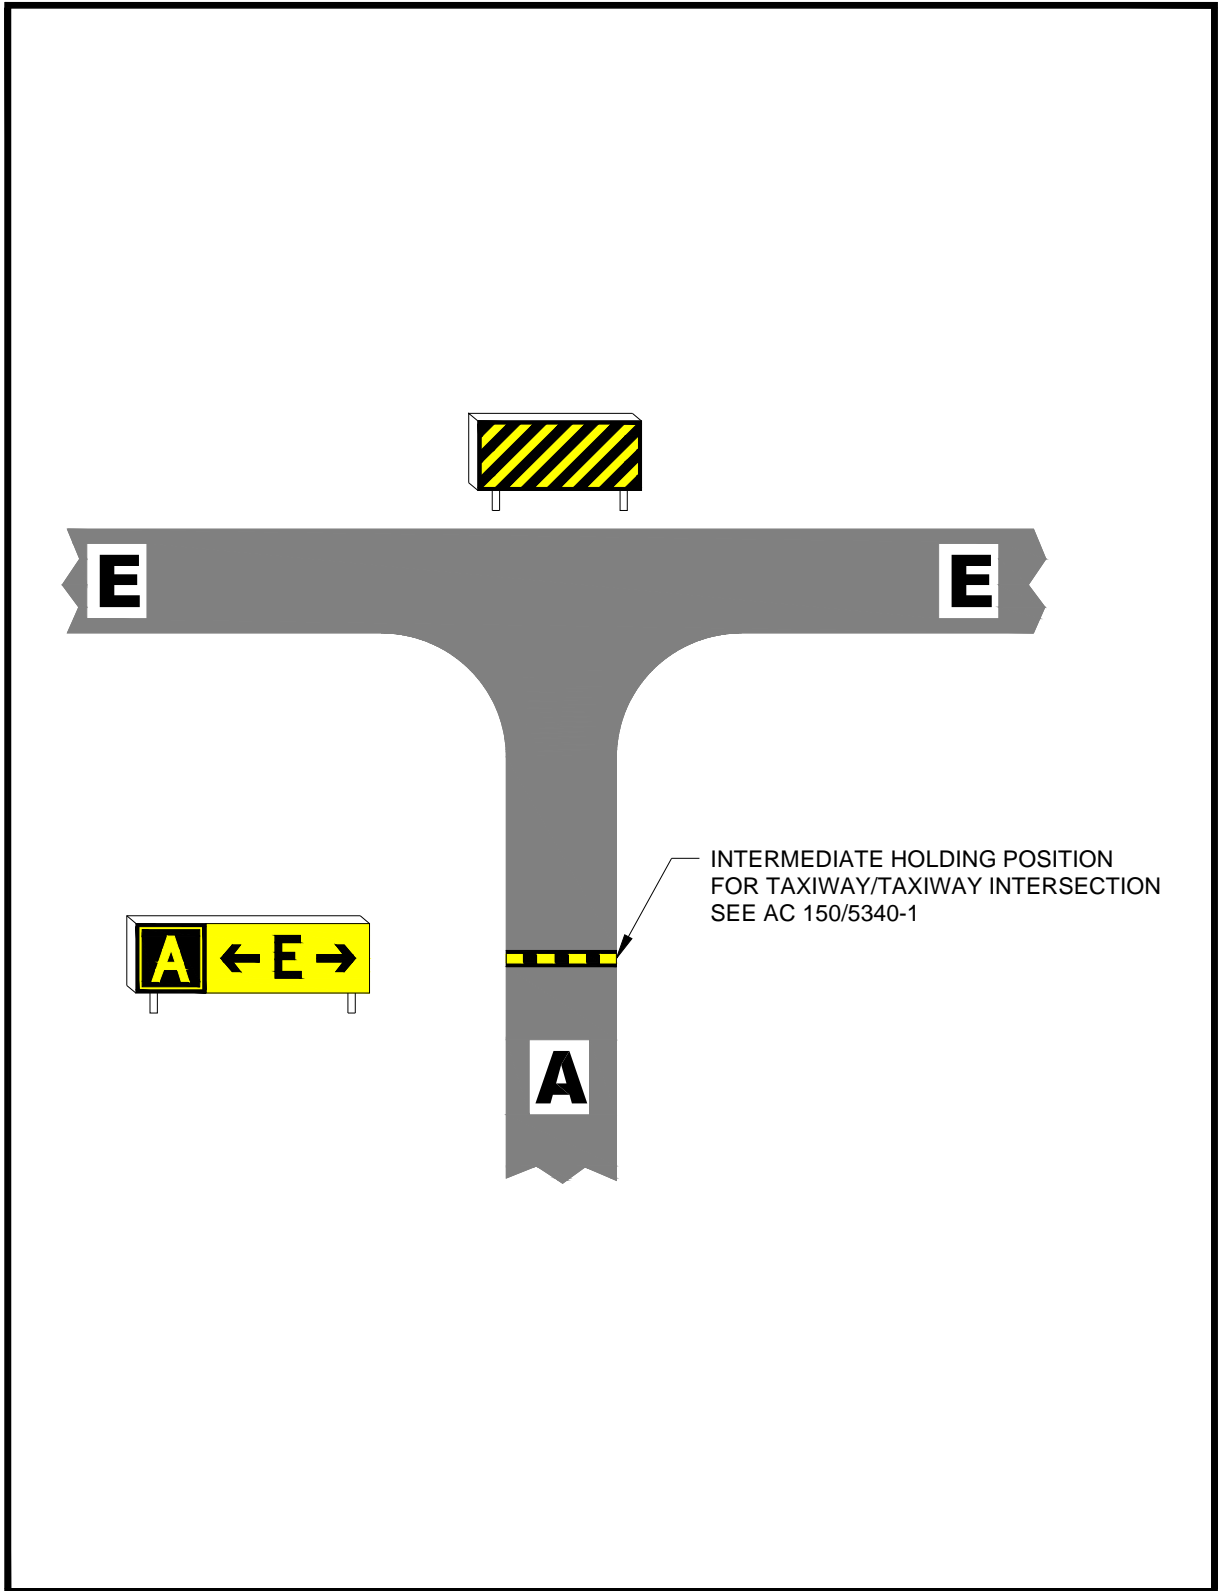 E
E
INTERMEDIATE HOLDING POSITION
FOR TAXIWAY/TAXIWAY INTERSECTION
SEE AC 150/5340-1
A ← E →
A